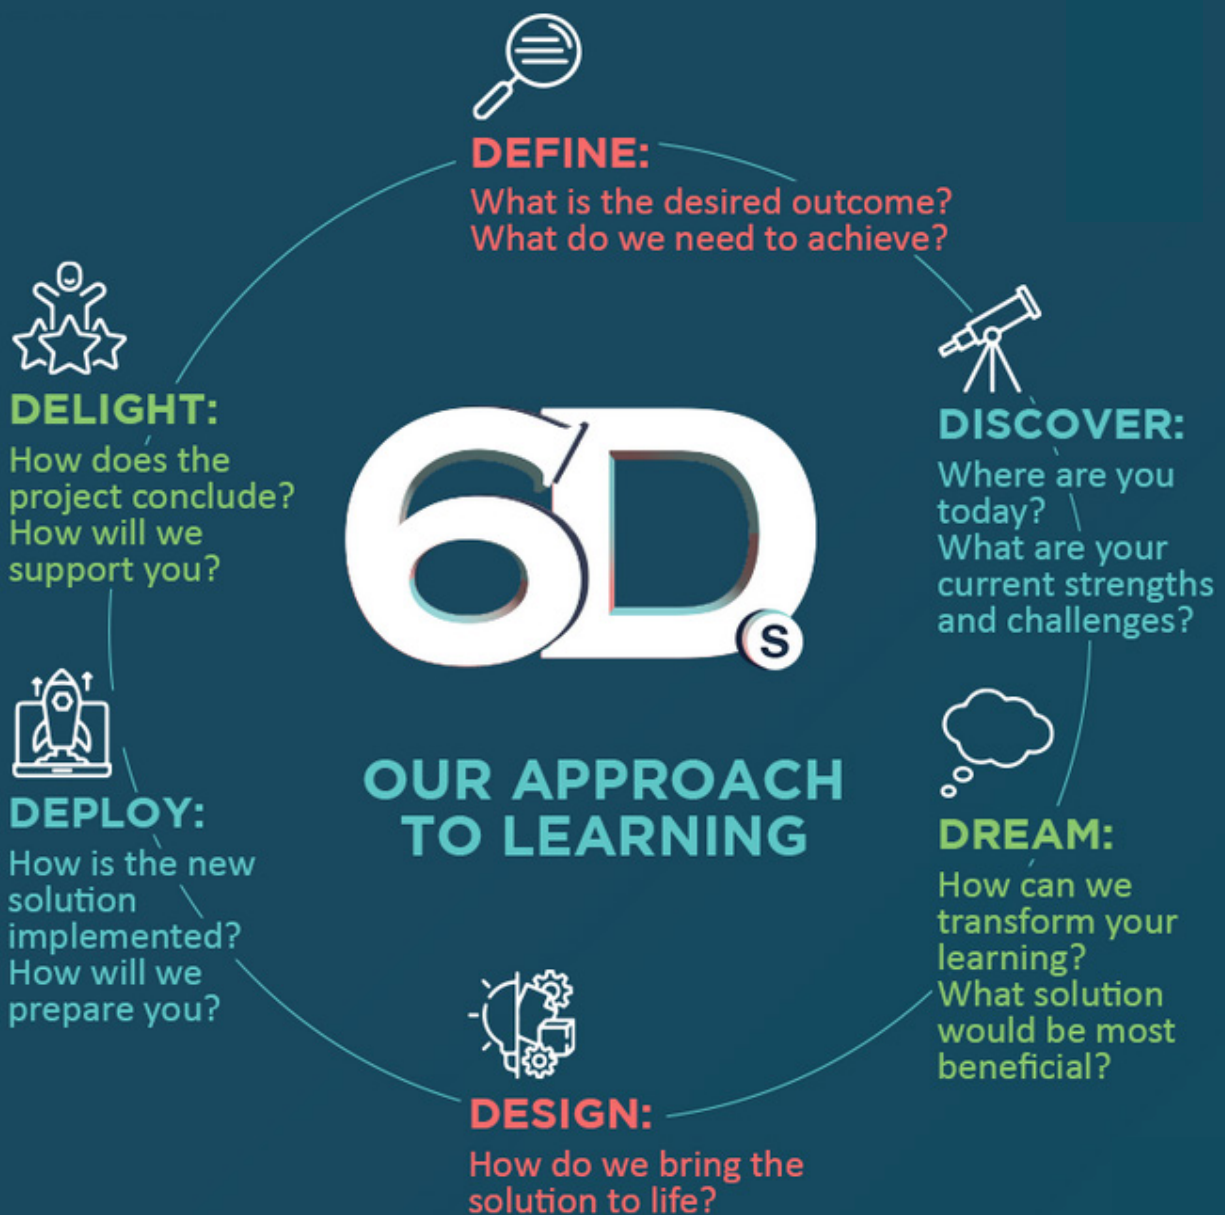 DEFINE:
What is the desired outcome?
What do we need to achieve?
DISCOVER:
Where are you
today?
What are your
current strengths
and challenges?
DREAM:
How can we
transform your
learning?
What solution
would be most
beneficial?
DESIGN:
How do we bring the
solution to life?
DEPLOY:
How is the new
solution
implemented?
How will we
prepare you?
DELIGHT:
How does the
project conclude?
How will we
support you?
6Ds
OUR APPROACH
TO LEARNING